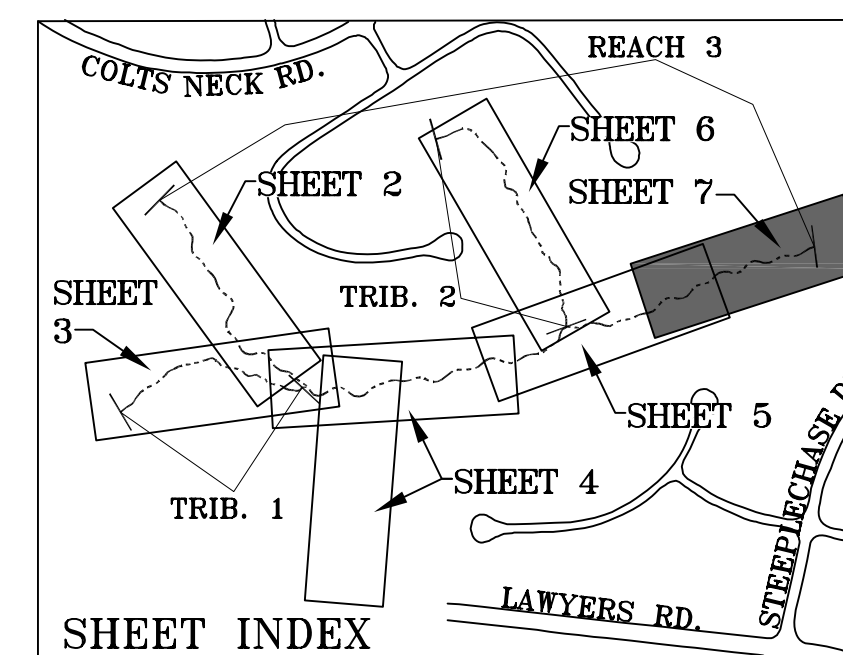 REACH 3
COLTS NECK RD.
SHEET 6
SHEET 2
SHEET 7
SHEET
3
TRIB. 2
SHEET 5
SHEET 4
TRIB. 1
STEEPLECHASE
LAWYERS RD.
SHEET INDEX